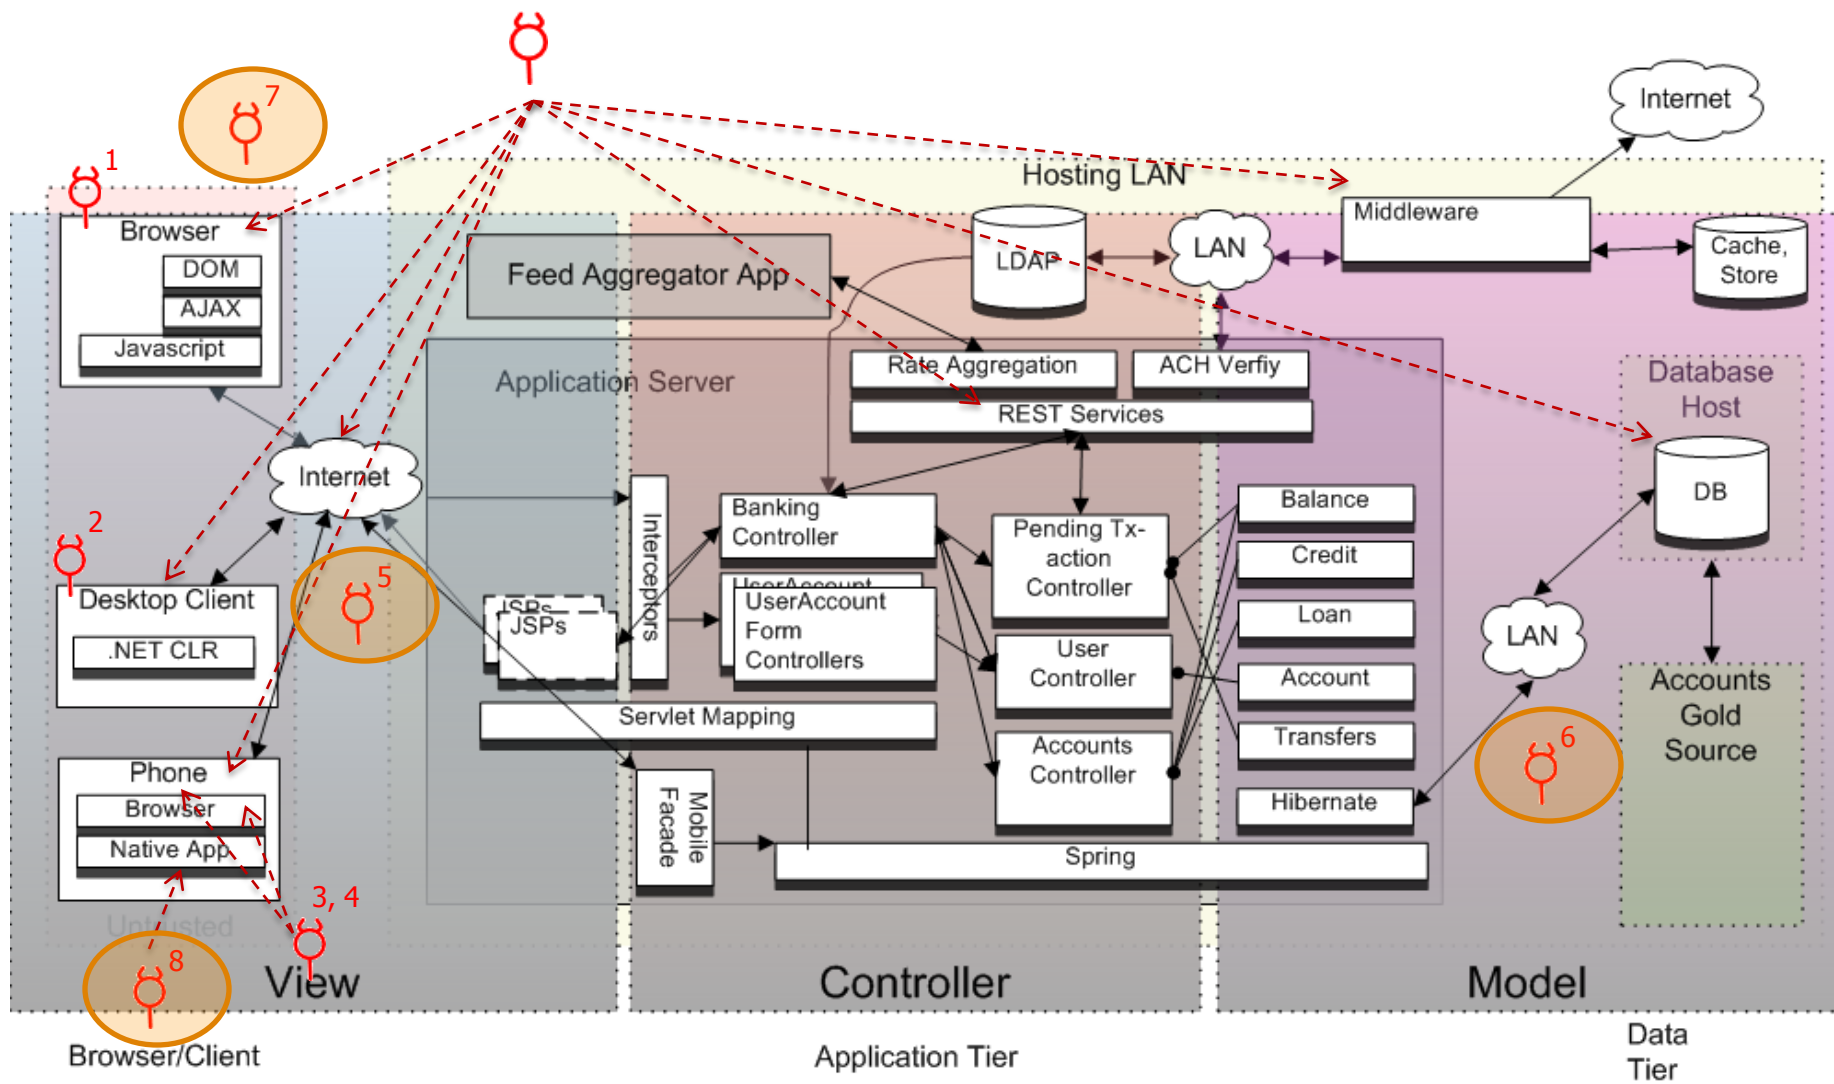 7
1
Internet
Hosting LAN
Browser
DOM
AJAX
Javascript
Feed Aggregator App
LDAP
LAN
Middleware
Cache,
Store
Application Server
Rate Aggregation
ACH Verfiy
REST Services
Database
Host
DB
Internet
2
Desktop Client
.NET CLR
5
JSPs
JSPs
Interceptors
Banking
Controller
UserAccount
UserAccount
Form
Controllers
Servlet Mapping
Pending Tx-
action
Controller
User
Controller
Accounts
Controller
Balance
Credit
Loan
Account
Transfers
Hibernate
LAN
6
Accounts
Gold
Source
Phone
Browser
Native App
3, 4
Mobile
Facade
Spring
Untrusted
8
View
Controller
Model
Browser/Client
Application Tier
Data
Tier